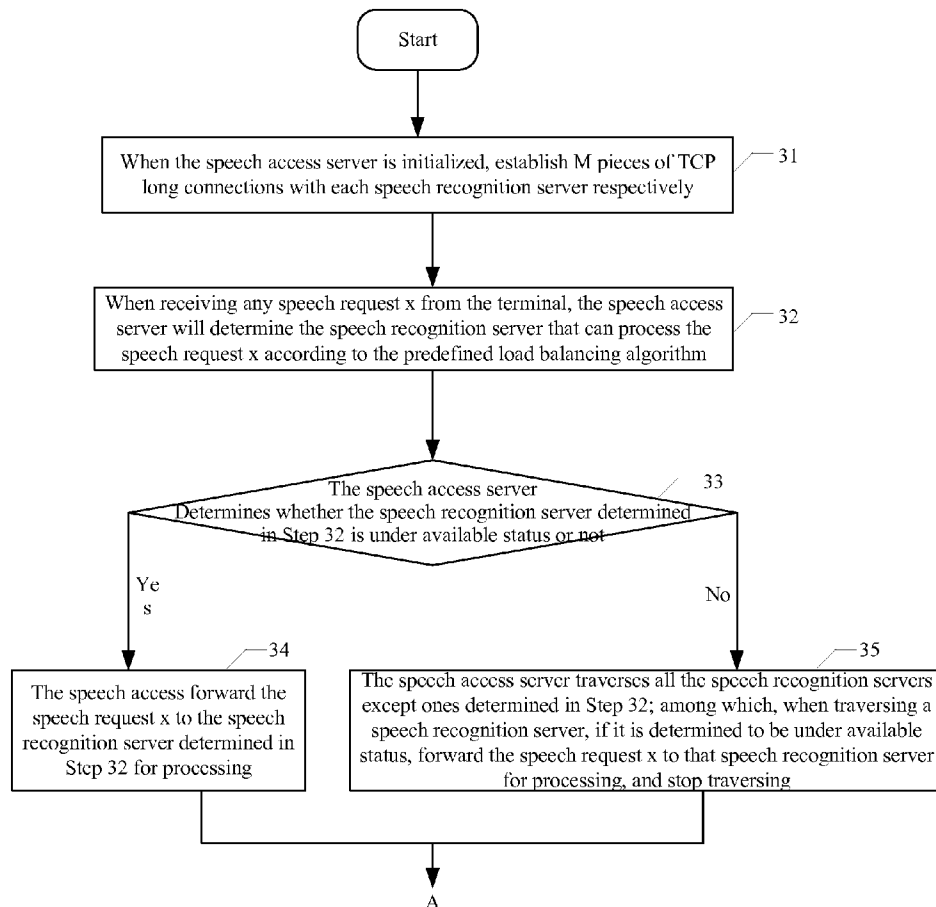 Start
When the speech access server is initialized, establish M pieces of TCP
long connections with each speech recognition server respectively
31
When receiving any speech request x from the terminal, the speech access
server will determine the speech recognition server that can process the
speech request x according to the predefined load balancing algorithm
32
The speech access server
Determines whether the speech recognition server determined
in Step 32 is under available status or not
33
Ye
s
No
34
The speech access forward the
speech request x to the speech
recognition server determined in
Step 32 for processing
35
The speech access server traverses all the speech recognition servers
except ones determined in Step 32; among which, when traversing a
speech recognition server, if it is determined to be under available
status, forward the speech request x to that speech recognition server
for processing, and stop traversing
A